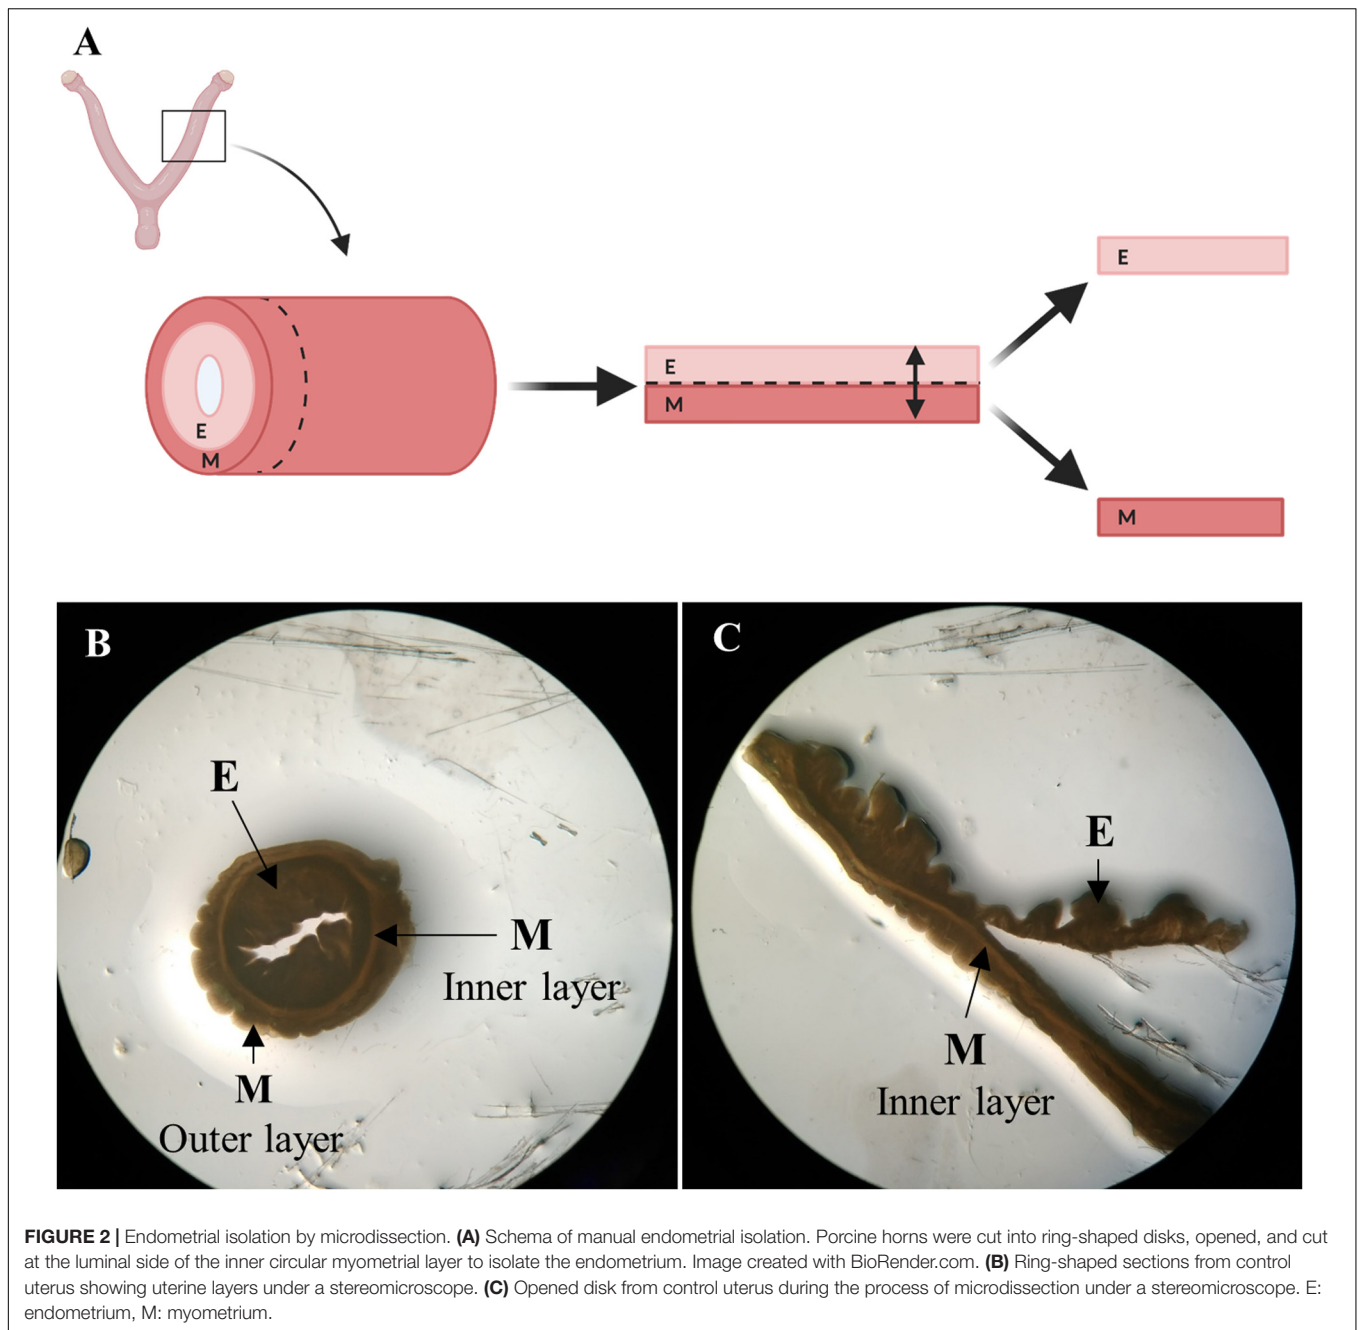 A
E
M
E
M
E
M
B
E
M
Inner layer
M
Outer layer
C
E
M
Inner layer
FIGURE 2 | Endometrial isolation by microdissection. (A) Schema of manual endometrial isolation. Porcine horns were cut into ring-shaped disks, opened, and cut
at the luminal side of the inner circular myometrial layer to isolate the endometrium. Image created with BioRender.com. (B) Ring-shaped sections from control
uterus showing uterine layers under a stereomicroscope. (C) Opened disk from control uterus during the process of microdissection under a stereomicroscope. E:
endometrium, M: myometrium.